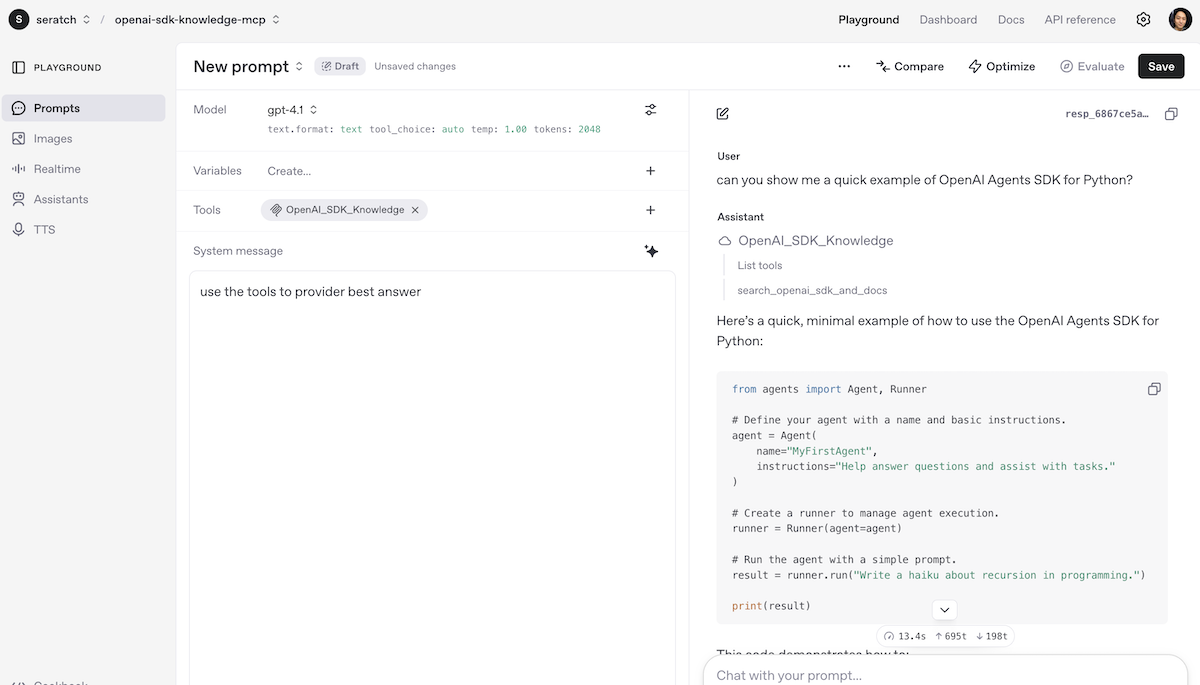 S seratch / openai-sdk-knowledge-mcp Playground Dashboard Docs API reference
PLAYGROUND
Prompts
Images
Realtime
Assistants
TTS
New prompt Draft Unsaved changes ... Compare Optimize Evaluate Save
Model gpt-4.1
text.format: text tool_choice: auto temp: 1.00 tokens: 2048
Variables Create... +
Tools OpenAI_SDK_Knowledge × +
System message
use the tools to provider best answer
resp_6867ce5a…
User
can you show me a quick example of OpenAI Agents SDK for Python?
Assistant
OpenAI_SDK_Knowledge
List tools
search_openai_sdk_and_docs
Here’s a quick, minimal example of how to use the OpenAI Agents SDK for
Python:
from agents import Agent, Runner
# Define your agent with a name and basic instructions.
agent = Agent(
    name="MyFirstAgent",
    instructions="Help answer questions and assist with tasks."
)
# Create a runner to manage agent execution.
runner = Runner(agent=agent)
# Run the agent with a simple prompt.
result = runner.run("Write a haiku about recursion in programming.")
print(result)
13.4s ↑695t ↓198t
This code demonstrates how to:
Chat with your prompt...
Cookbook